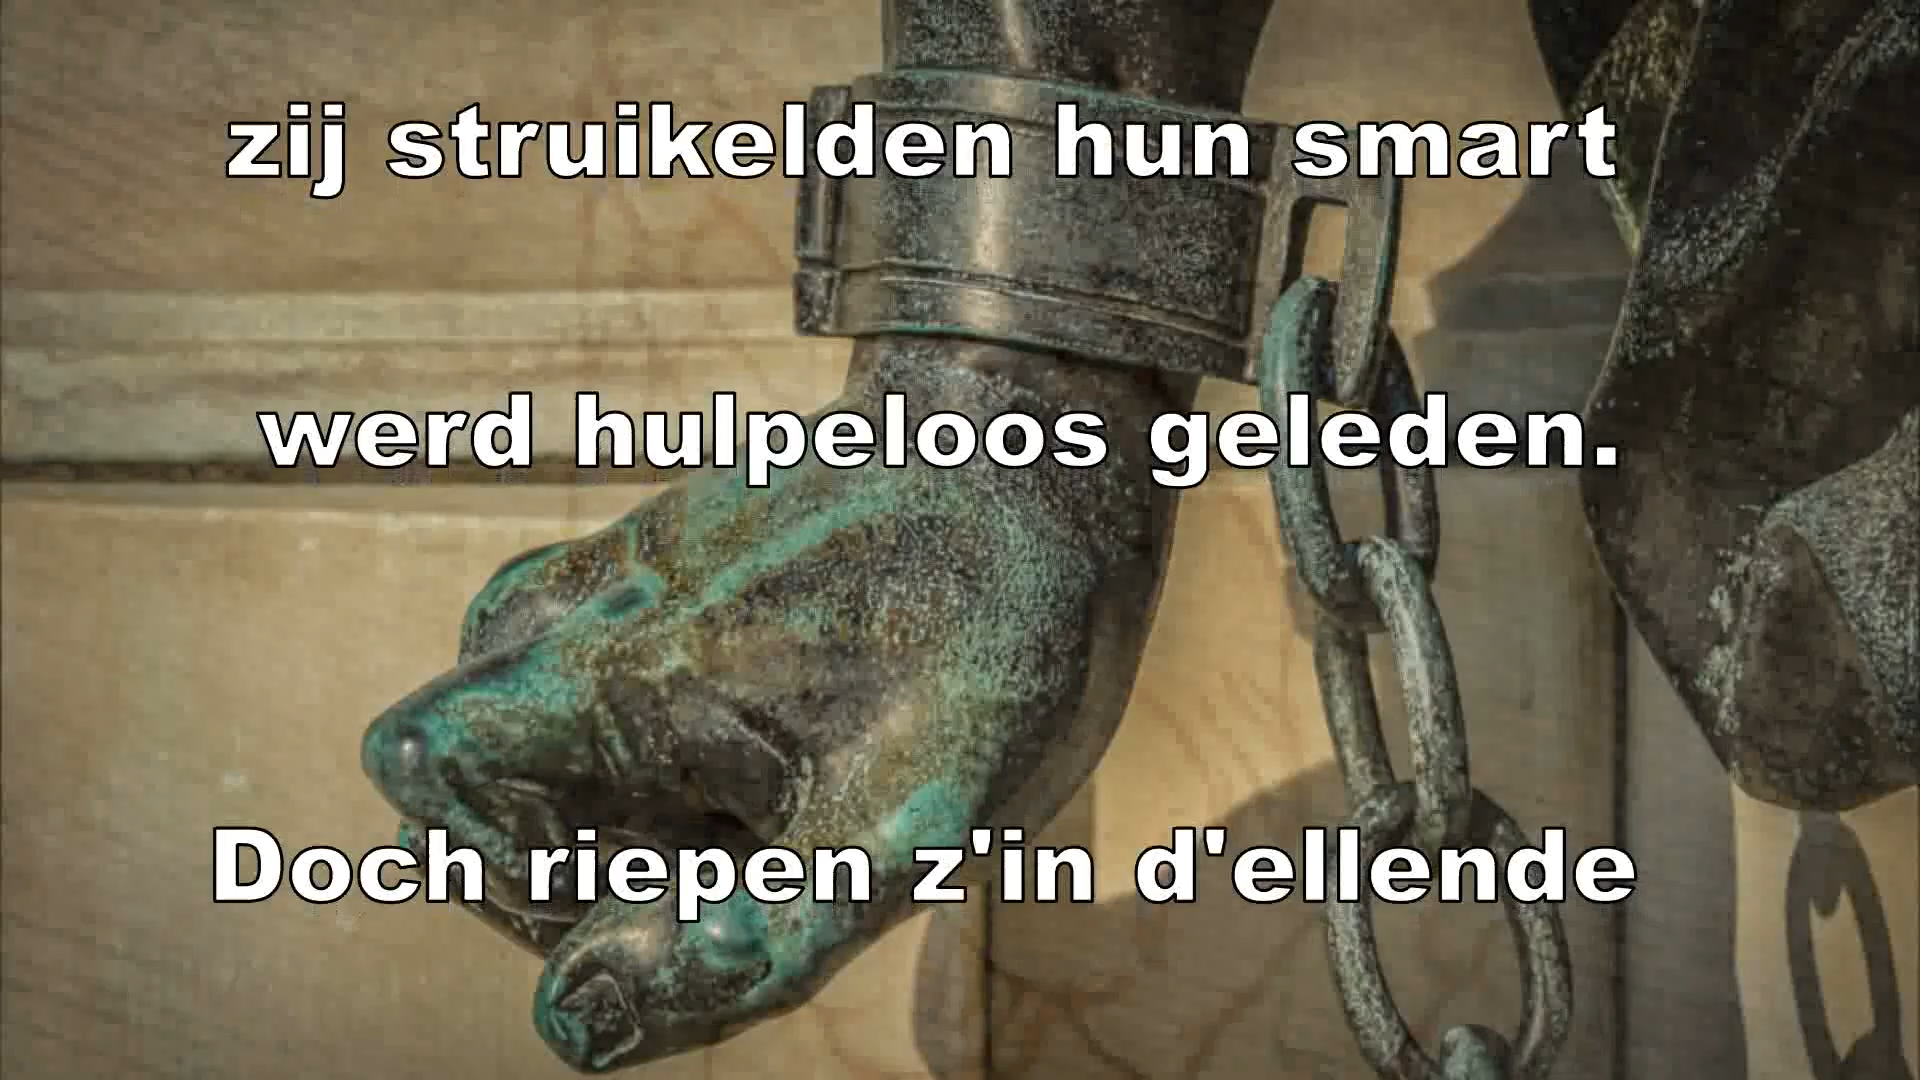 zij struikelden hun smart
werd hulpeloos geleden.
Doch riepen z'in d'ellende